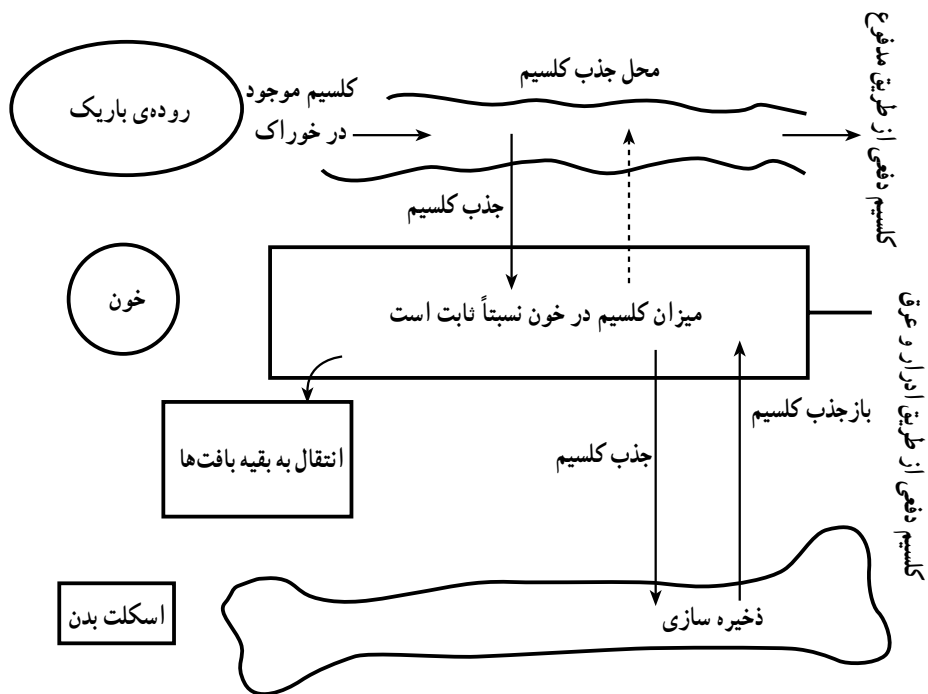 محل جذب کلسیم
روده‌ی باریک
کلسیم موجود
در خوراک
کلسیم دفعی از طریق مدفوع
جذب کلسیم
خون
میزان کلسیم در خون نسبتاً ثابت است
کلسیم دفعی از طریق ادرار و عرق
بازجذب کلسیم
جذب کلسیم
انتقال به بقیه بافت‌ها
اسکلت بدن
ذخیره سازی